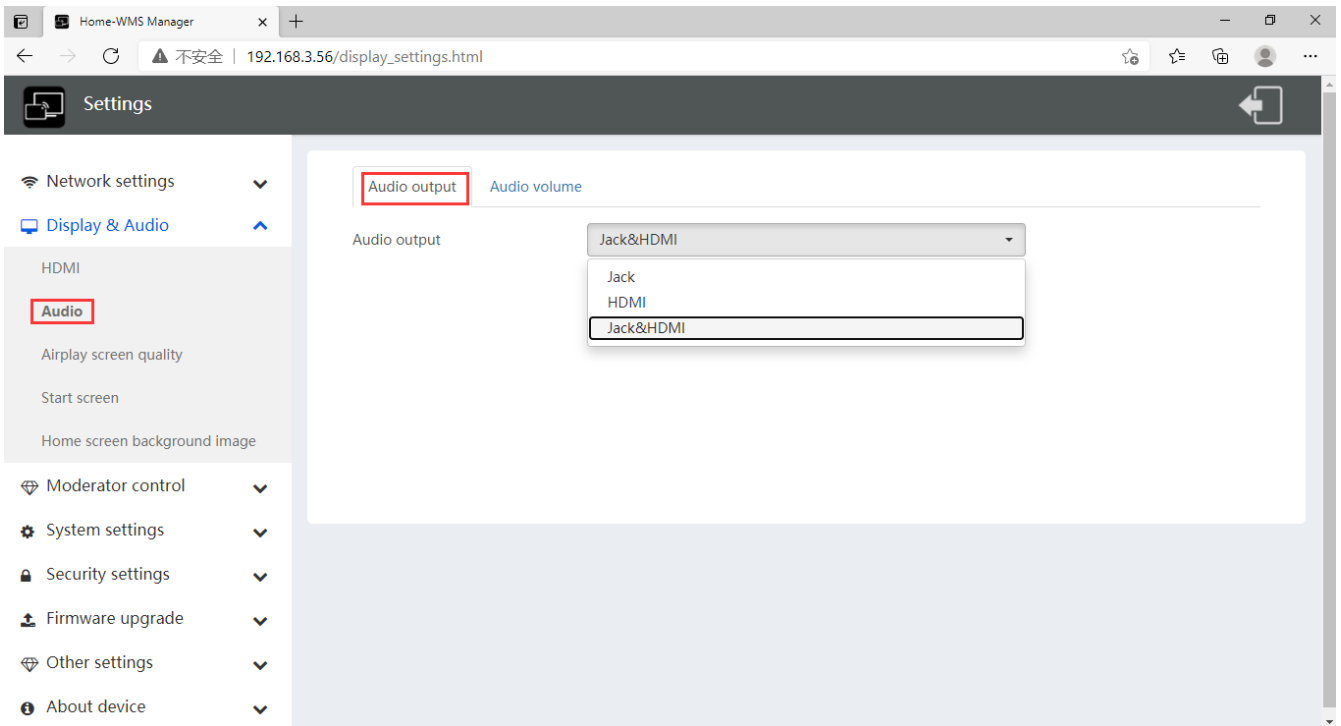 Home-WMS Manager
不安全 | 192.168.3.56/display_settings.html
Settings
Network settings
Display & Audio
HDMI
Audio
Airplay screen quality
Start screen
Home screen background image
Moderator control
System settings
Security settings
Firmware upgrade
Other settings
About device
Audio output Audio volume
Audio output Jack&HDMI
Jack
HDMI
Jack&HDMI